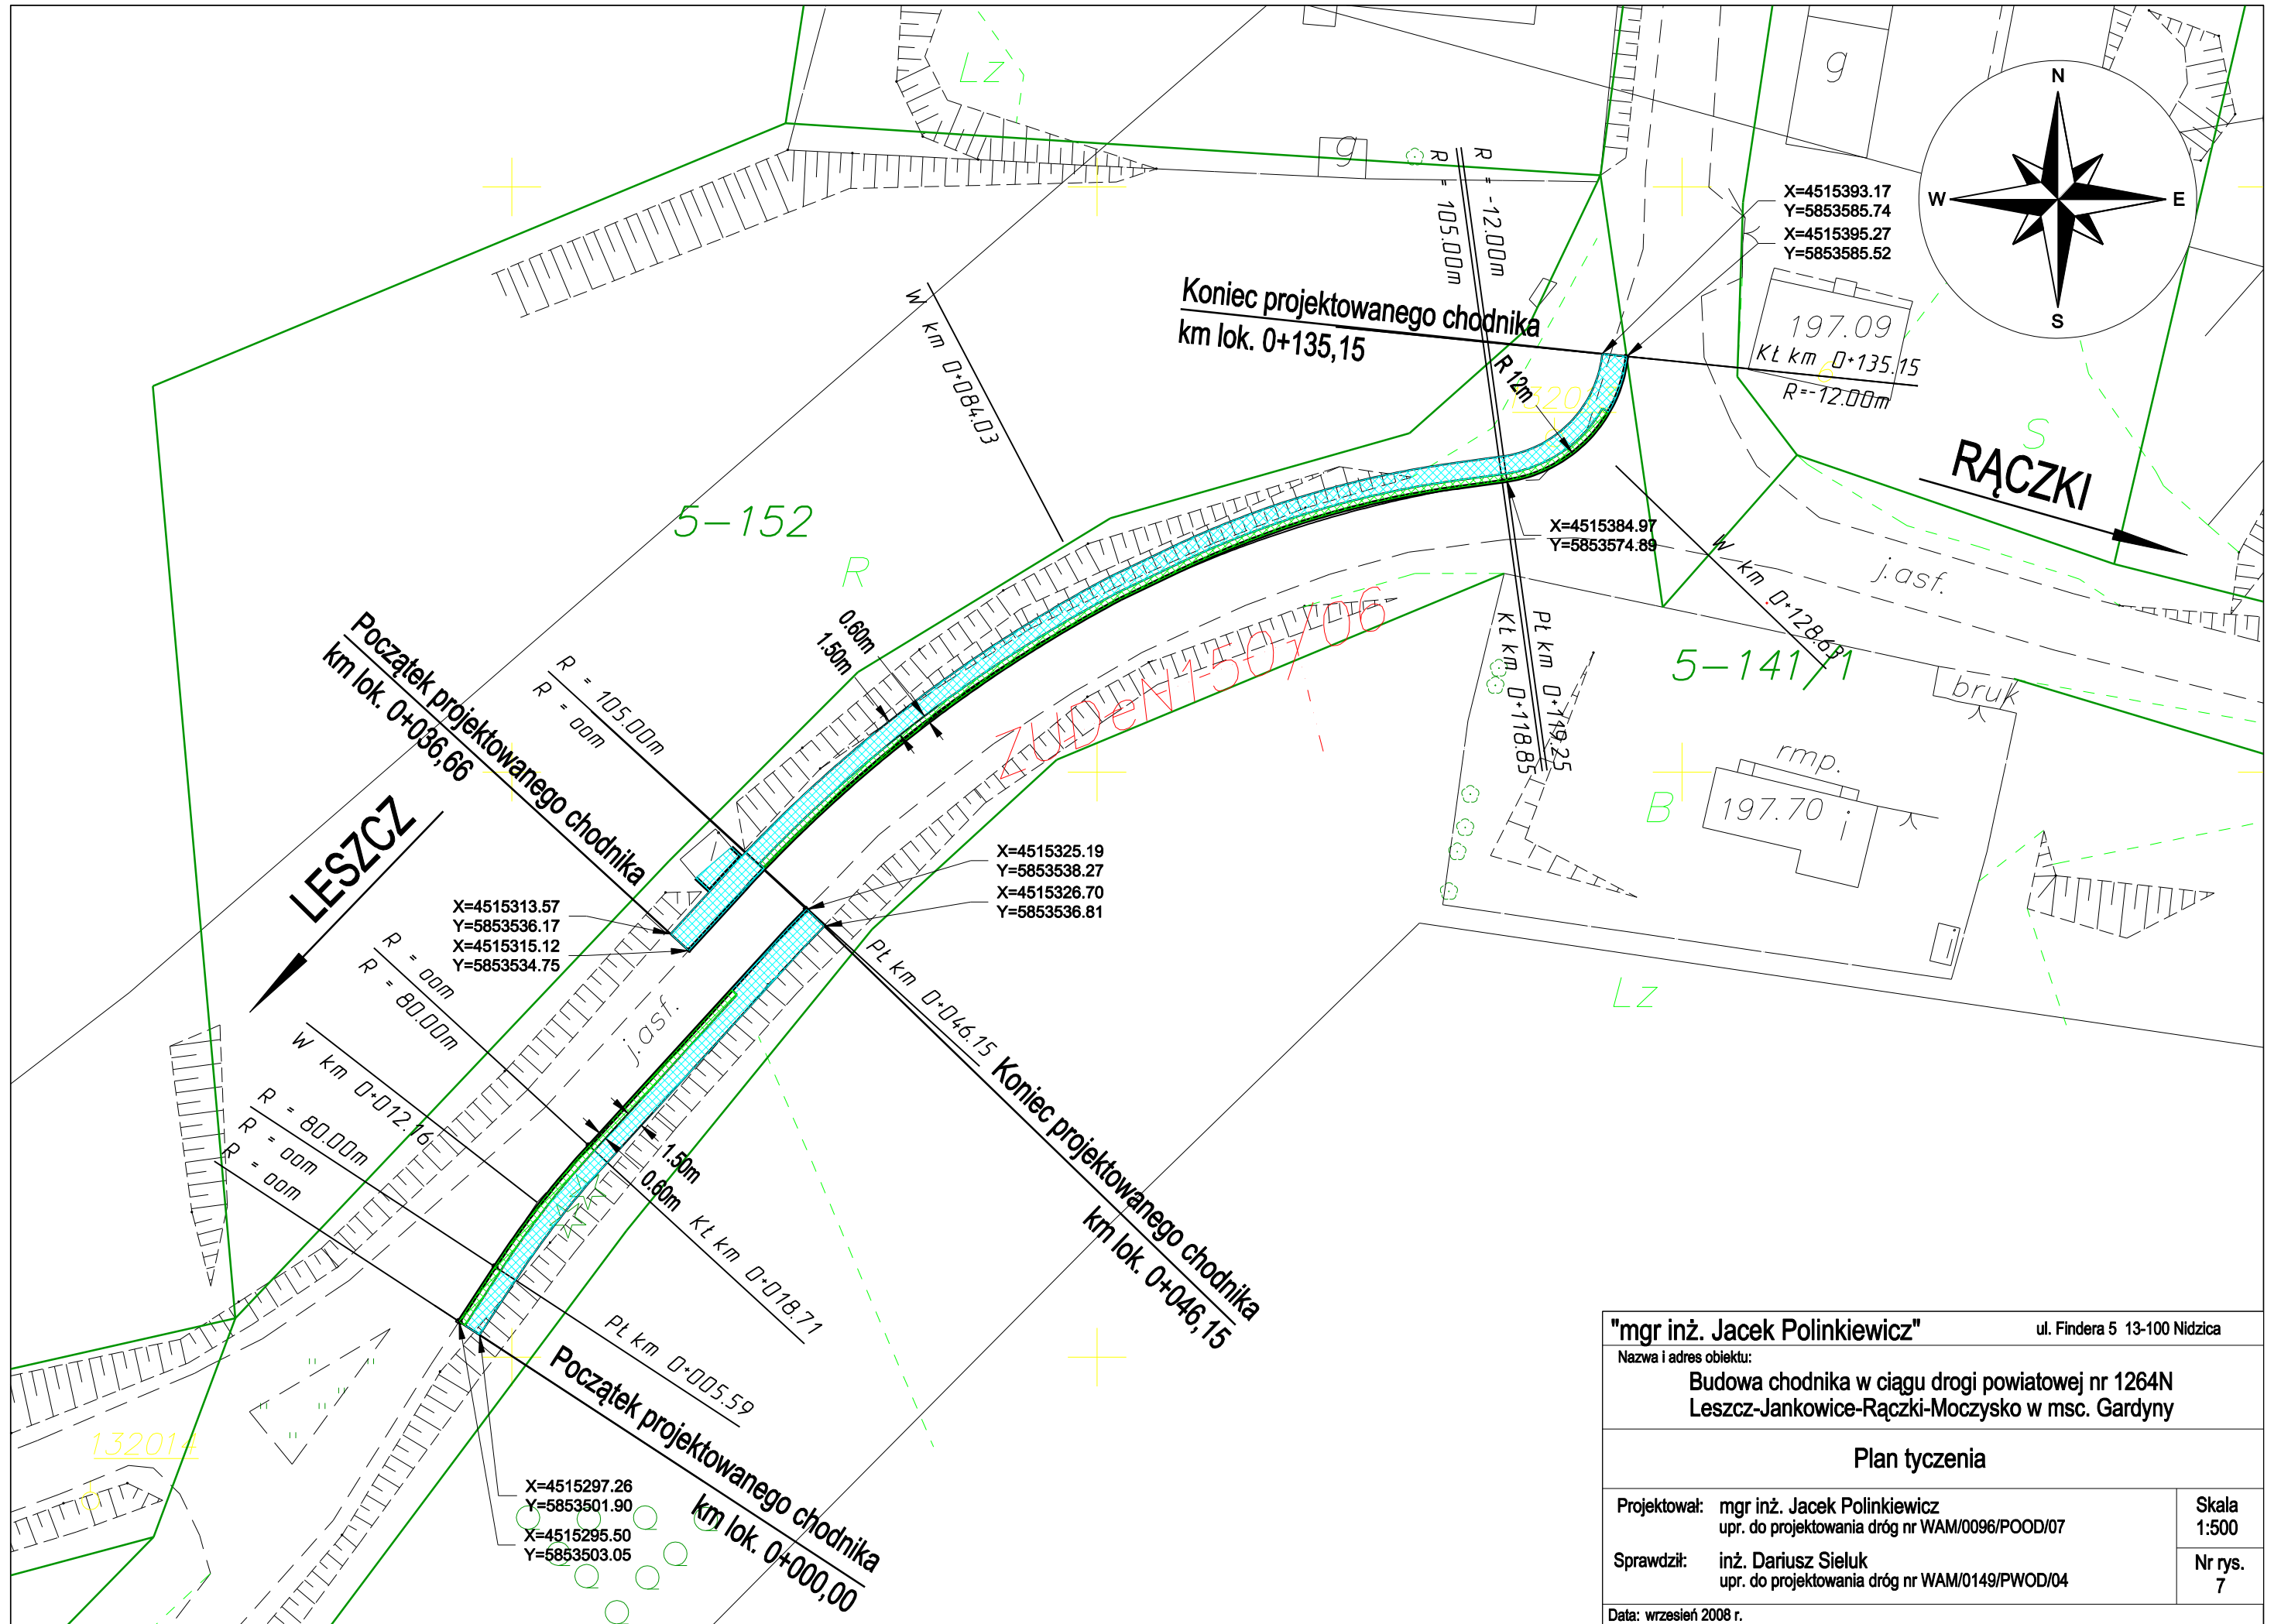 Lz
g
g
N
W
E
S
R = -12.00m
R = 105.00m
X=4515393.17
Y=5853585.74
X=4515395.27
Y=5853585.52
Koniec projektowanego chodnika
km lok. 0+135,15
W km 0+084.03
R 12m
197.09
6
KŁ km 0+135.15
R=-12.00m
S
RĄCZKI
5-152
R
X=4515384.97
Y=5853574.89
W km 0+128.63
j.asf.
0.60m
1.50m
ZUDeN150/06
5-141/1
bruk
PŁ km 0+119.25
KŁ km 0+118.85
rmp.
B
197.70 i
Początek projektowanego chodnika
km lok. 0+036,66
R = 105.00m
R = oom
LESZCZ
X=4515325.19
Y=5853538.27
X=4515326.70
Y=5853536.81
X=4515313.57
Y=5853536.17
X=4515315.12
Y=5853534.75
R = oom
R = 80.00m
j.asf.
PŁ km 0+046.15
Lz
W km 0+012.16
R = 80.00m
R = oom
R = oom
1.50m
0.60m
KŁ km 0+018.71
Koniec projektowanego chodnika
km lok. 0+046,15
PŁ km 0+005.59
Początek projektowanego chodnika
km lok. 0+000,00
132014
X=4515297.26
Y=5853501.90
X=4515295.50
Y=5853503.05
"mgr inż. Jacek Polinkiewicz" ul. Findera 5 13-100 Nidzica
Nazwa i adres obiektu:
Budowa chodnika w ciągu drogi powiatowej nr 1264N
Leszcz-Jankowice-Rączki-Moczysko w msc. Gardyny
Plan tyczenia
Projektował: mgr inż. Jacek Polinkiewicz
upr. do projektowania dróg nr WAM/0096/POOD/07
Skala
1:500
Sprawdził: inż. Dariusz Sieluk
upr. do projektowania dróg nr WAM/0149/PWOD/04
Nr rys.
7
Data: wrzesień 2008 r.